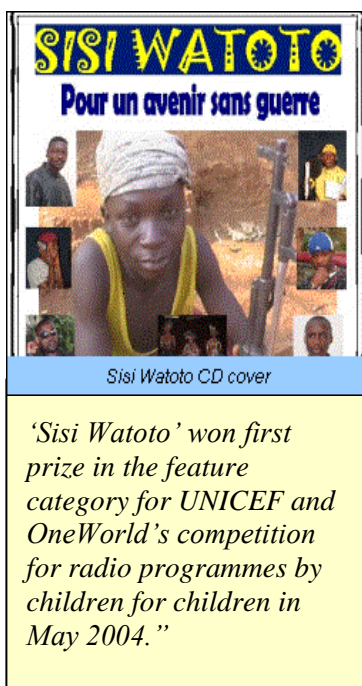 SISI WATOTO
Pour un avenir sans guerre
Sisi Watoto CD cover
‘Sisi Watoto’ won first
prize in the feature
category for UNICEF and
OneWorld’s competition
for radio programmes by
children for children in
May 2004.”